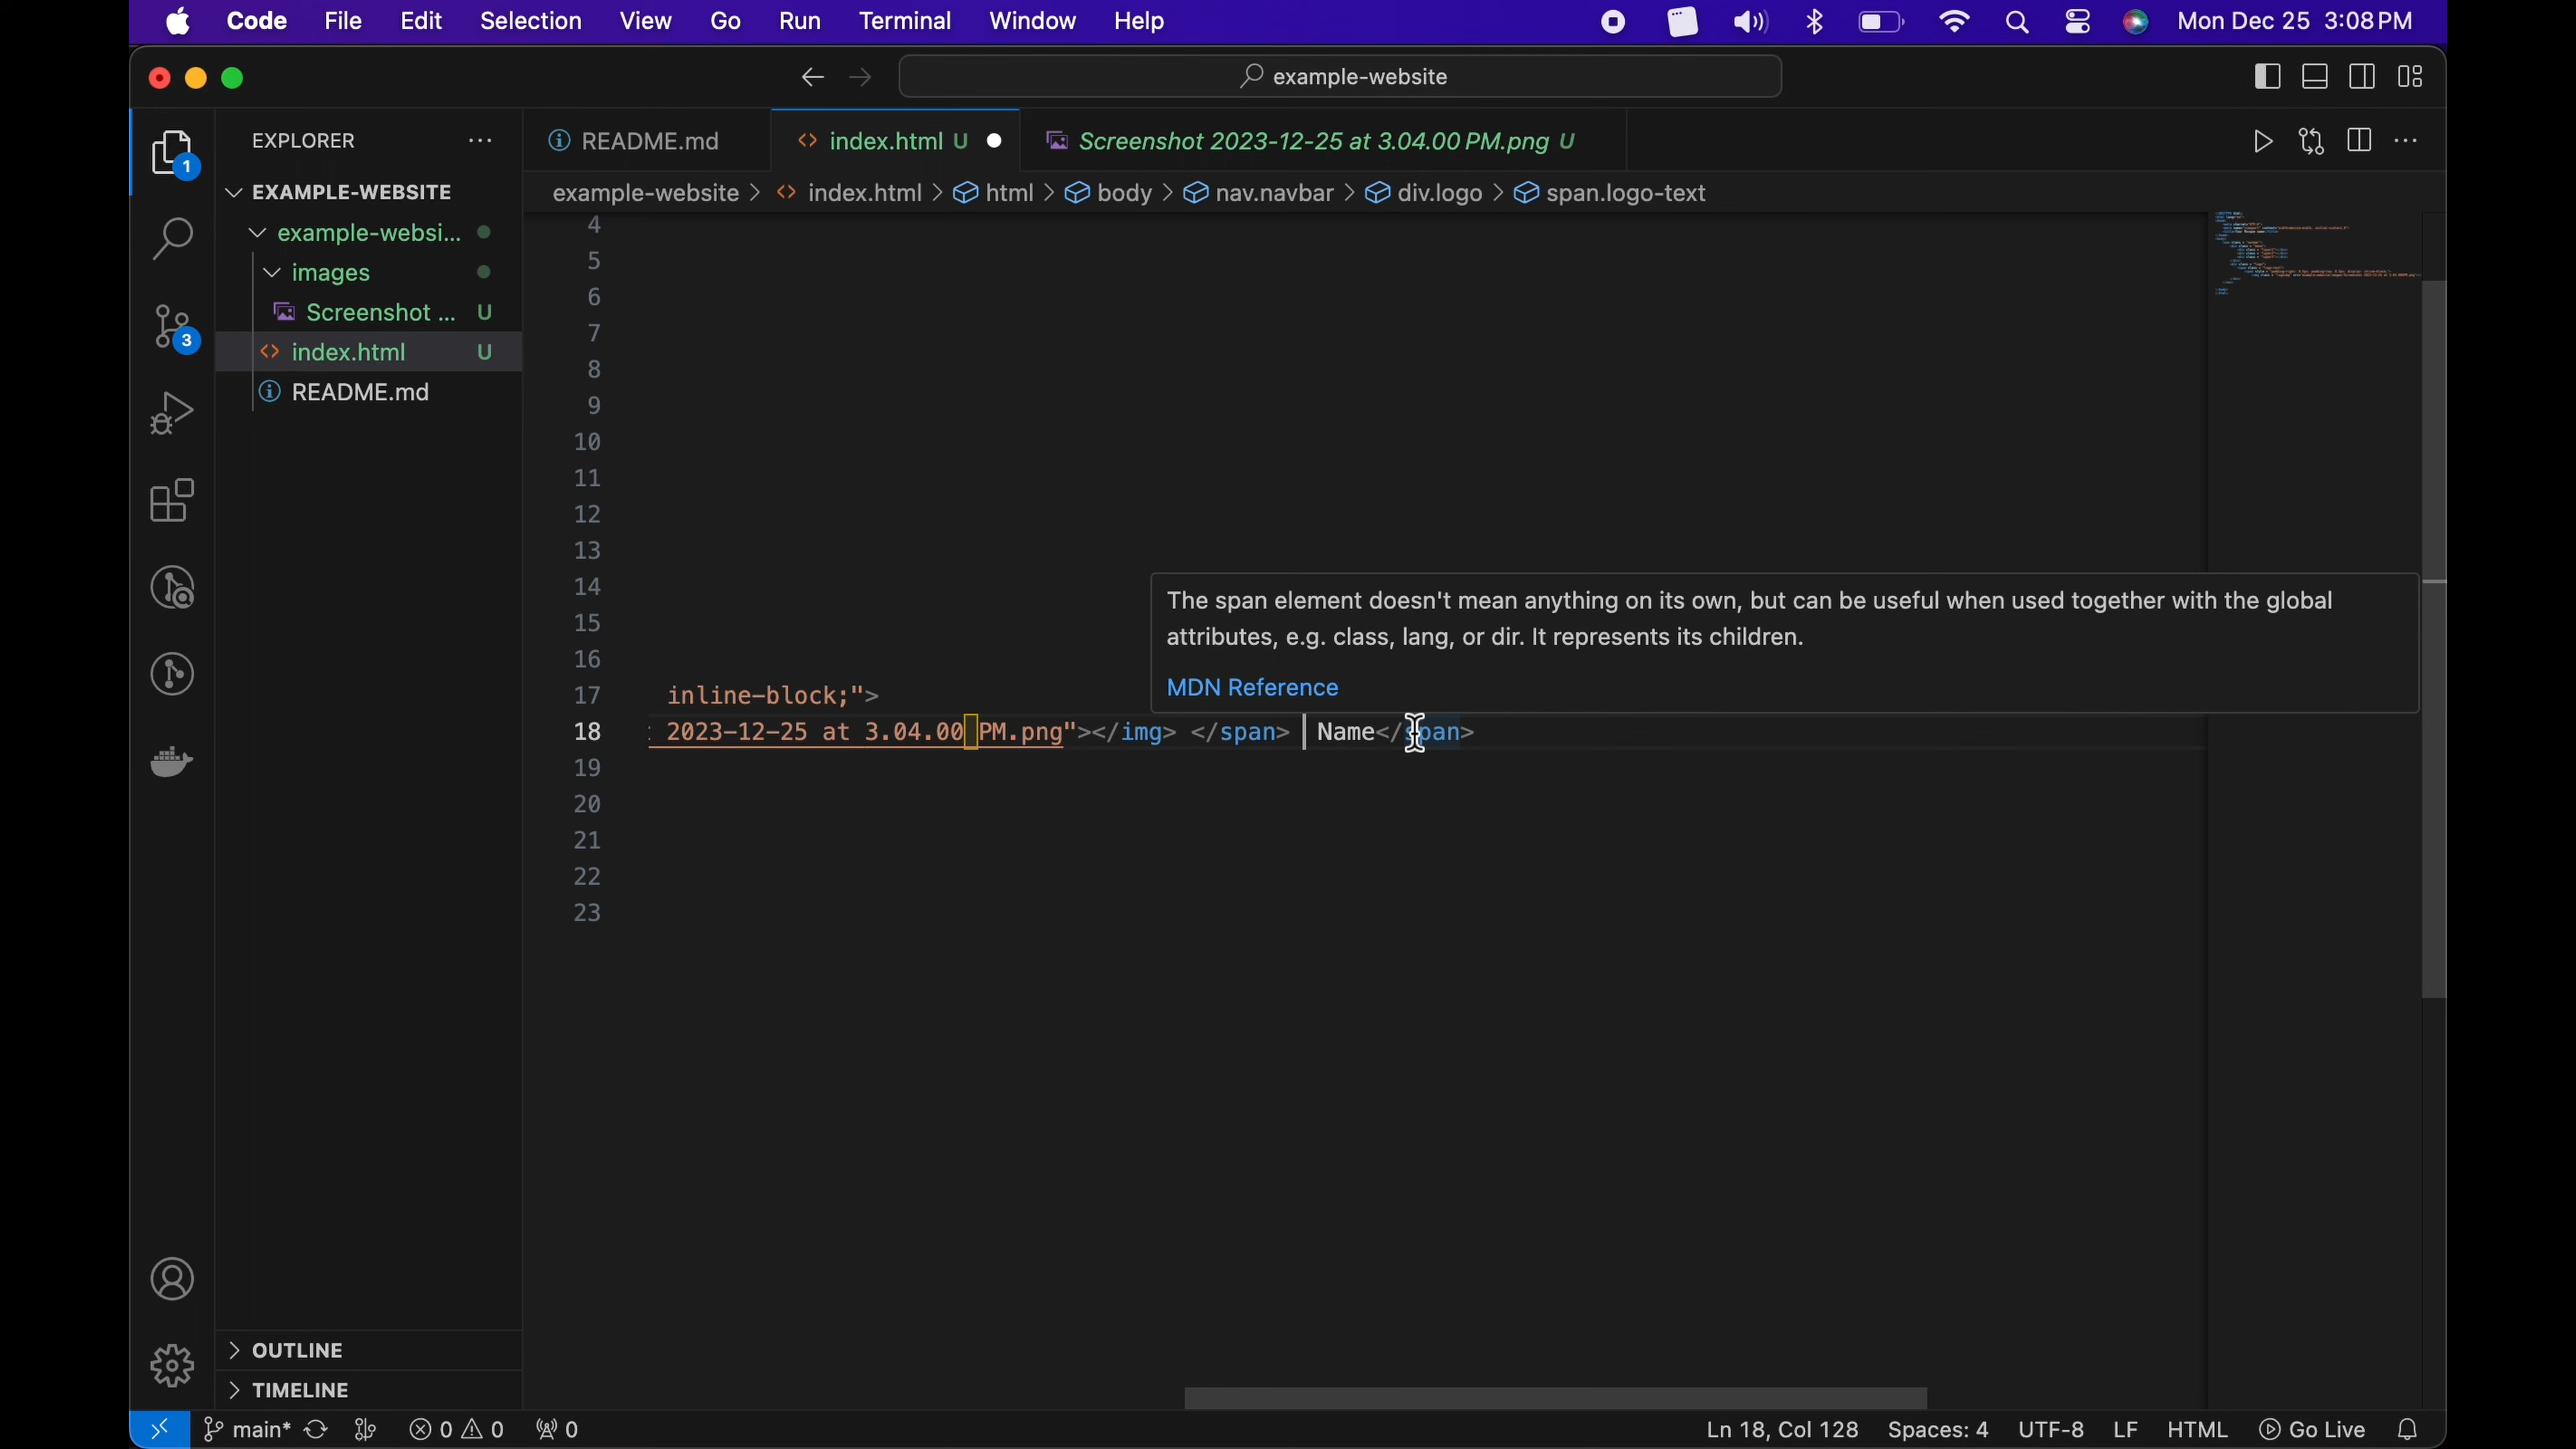 Code File Edit Selection View Go Run Terminal Window Help Mon Dec 25 3:08 PM
example-website
EXPLORER
README.md
index.html U
Screenshot 2023-12-25 at 3.04.00 PM.png U
EXAMPLE-WEBSITE
example-website > index.html > html > body > nav.navbar > div.logo > span.logo-text
example-websi...
images
Screenshot ... U
index.html U
README.md
4
5
6
7
8
9
10
11
12
13
14
15
16
The span element doesn't mean anything on its own, but can be useful when used together with the global
attributes, e.g. class, lang, or dir. It represents its children.
MDN Reference
17 inline-block;">
18 2023-12-25 at 3.04.00 PM.png"></img> </span> Name</span>
19
20
21
22
23
1
3
OUTLINE
TIMELINE
main* 0 0 0 Ln 18, Col 128 Spaces: 4 UTF-8 LF HTML Go Live